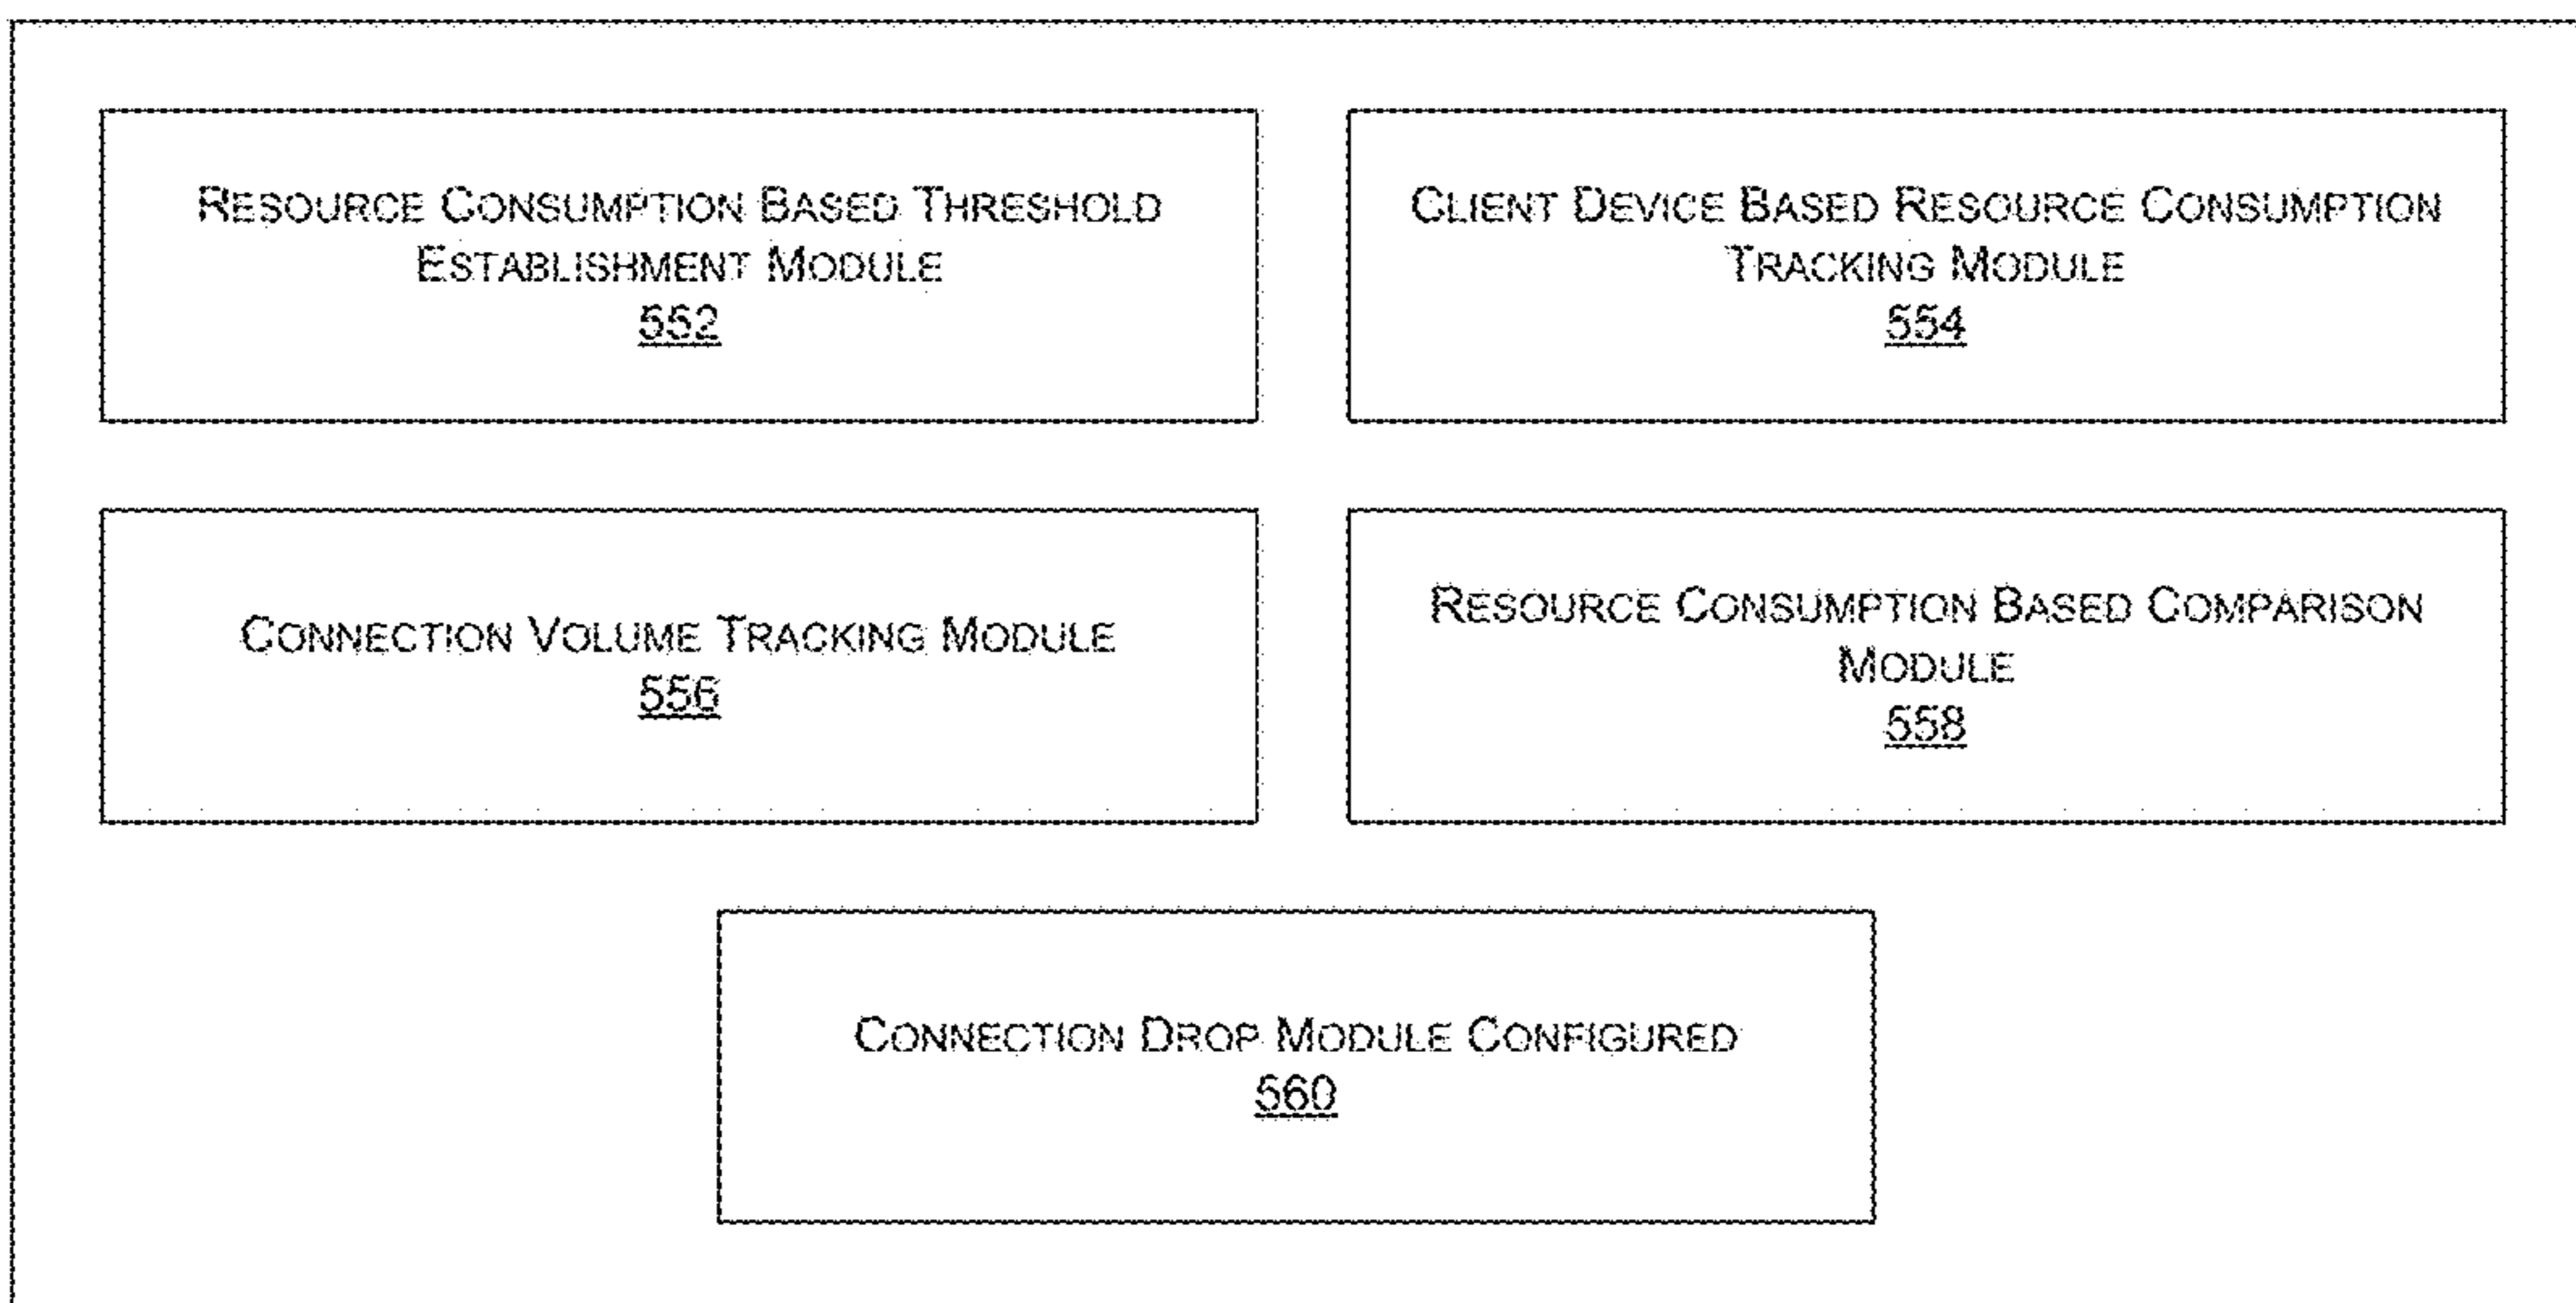 RESOURCE CONSUMPTION BASED THRESHOLD
ESTABLISHMENT MODULE
552
CLIENT DEVICE BASED RESOURCE CONSUMPTION
TRACKING MODULE
554
CONNECTION VOLUME TRACKING MODULE
556
RESOURCE CONSUMPTION BASED COMPARISON
MODULE
558
CONNECTION DROP MODULE CONFIGURED
560